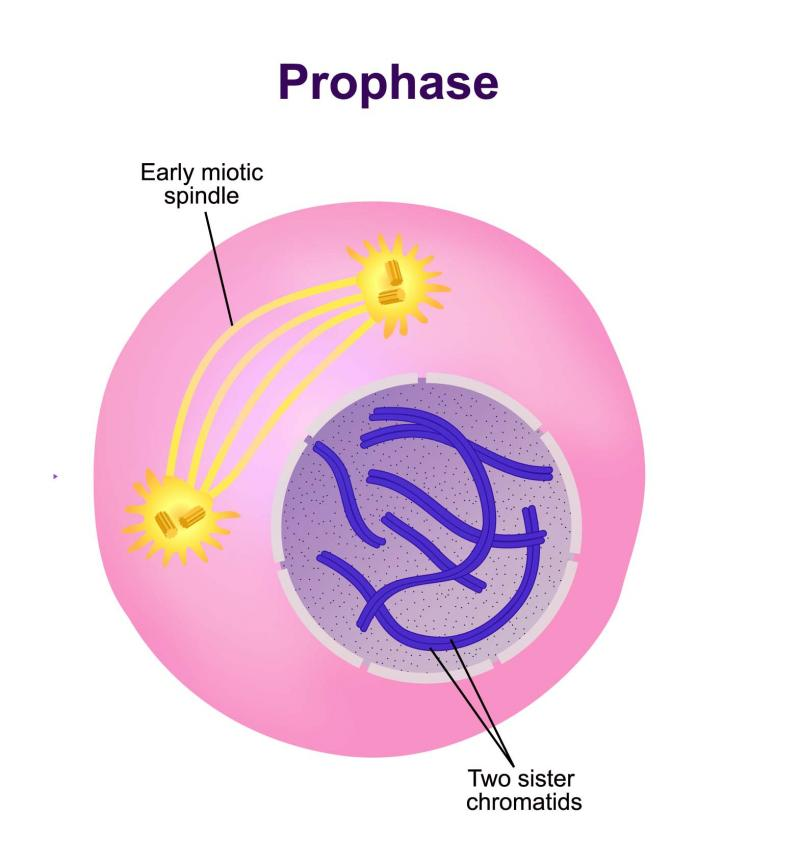 Prophase
Early miotic
spindle
Two sister
chromatids